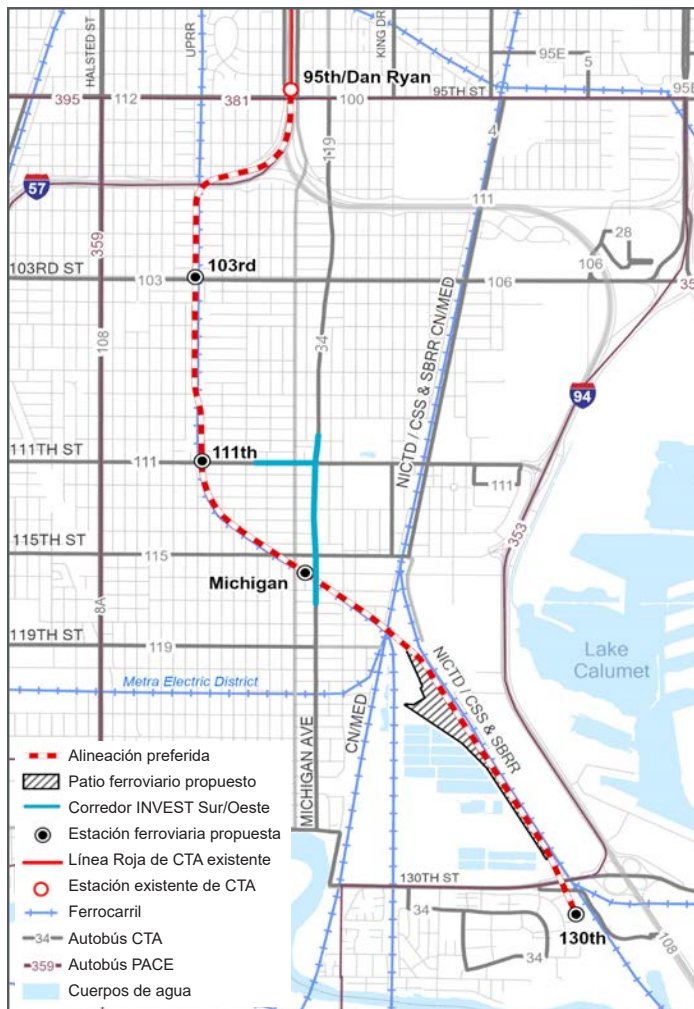 HALSTED ST
UPRR
KING DR
95E
5
95th/Dan Ryan
95TH ST
395
112
381
100
4
119
57
111
359
28
103RD ST
103
103rd
106
106
108
34
NICTD / CSS & SBRR CN/MED
94
111TH ST
111
111th
111
353
115TH ST
115
Michigan
8A
119TH ST
119
Lake
Calumet
Metra Electric District
CN/MED
NICTD / CSS & SBRR
MICHIGAN AVE
130TH ST
34
34
130th
108
Alineación preferida
Patio ferroviario propuesto
Corredor INVEST Sur/Oeste
Estación ferroviaria propuesta
Línea Roja de CTA existente
Estación existente de CTA
Ferrocarril
34 Autobús CTA
359 Autobús PACE
Cuerpos de agua